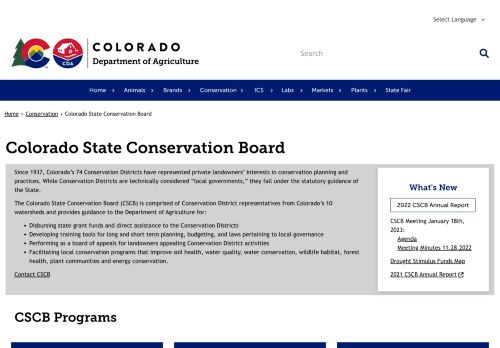 Select Language
COLORADO
Department of Agriculture
CDA
Search
Home
Animals
Brands
Conservation
ICS
Labs
Markets
Plants
State Fair
Home › Conservation › Colorado State Conservation Board
Colorado State Conservation Board
Since 1937, Colorado's 74 Conservation Districts have represented private landowners' interests in conservation planning and
practices. While Conservation Districts are technically considered "local governments," they fall under the statutory guidance of
the State.
The Colorado State Conservation Board (CSCB) is comprised of Conservation District representatives from Colorado's 10
watersheds and provides guidance to the Department of Agriculture for:
• Disbursing state grant funds and direct assistance to the Conservation Districts
• Developing training tools for long and short term planning, budgeting, and laws pertaining to local governance
• Performing as a board of appeals for landowners appealing Conservation District activities
• Facilitating local conservation programs that improve soil health, water quality, water conservation, wildlife habitat, forest
health, plant communities and energy conservation.
Contact CSCB
What's New
2022 CSCB Annual Report
CSCB Meeting January 18th,
2023:
Agenda
Meeting Minutes 11.28.2022
Drought Stimulus Funds Map
2021 CSCB Annual Report
CSCB Programs